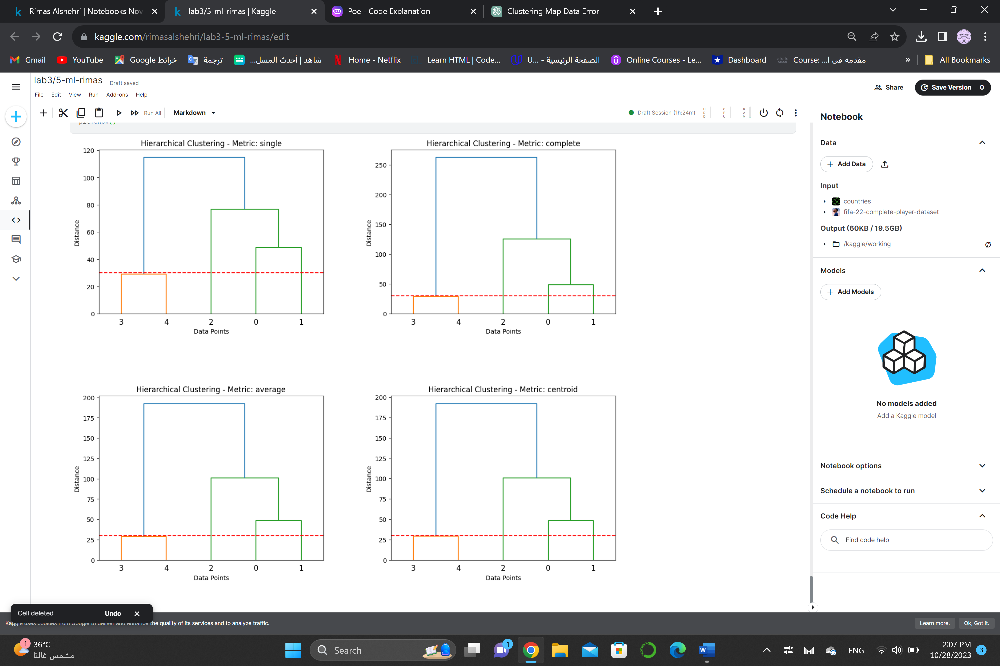 Rimas Alshehri | Notebooks Nov
lab3/5-ml-rimas | Kaggle
Poe - Code Explanation
Clustering Map Data Error
kaggle.com/rimasalshehri/lab3-5-ml-rimas/edit
Gmail
YouTube
خرائط Google
ترجمة
شاهد | أحدث المسل...
Home - Netflix
Learn HTML | Code...
الصفحة الرئيسية - U...
Online Courses - Le...
Dashboard
Course: مقدمه فى ا...
»
All Bookmarks
lab3/5-ml-rimas
Draft saved
File Edit View Run Add-ons Help
Share
Save Version 0
Run All
Markdown
Draft Session (1h:24m)
HDD
CPU
RAM
plt.show()
Hierarchical Clustering - Metric: single
120
100
80
60
40
20
0
Distance
3 4 2 0 1
Data Points
Hierarchical Clustering - Metric: complete
250
200
150
100
50
0
Distance
3 4 2 0 1
Data Points
Hierarchical Clustering - Metric: average
200
175
150
125
100
75
50
25
0
Distance
3 4 2 0 1
Data Points
Hierarchical Clustering - Metric: centroid
200
175
150
125
100
75
50
25
0
Distance
3 4 2 0 1
Data Points
Notebook
Data
Add Data
Input
countries
fifa-22-complete-player-dataset
Output (60KB / 19.5GB)
/kaggle/working
Models
Add Models
No models added
Add a Kaggle model
Notebook options
Schedule a notebook to run
Code Help
Find code help
Cell deleted
Undo
Kaggle uses cookies from Google to deliver and enhance the quality of its services and to analyze traffic.
Learn more.
Ok, Got it.
1
36°C
مشمس غالبًا
Search
1
ENG
2:07 PM
10/28/2023
3